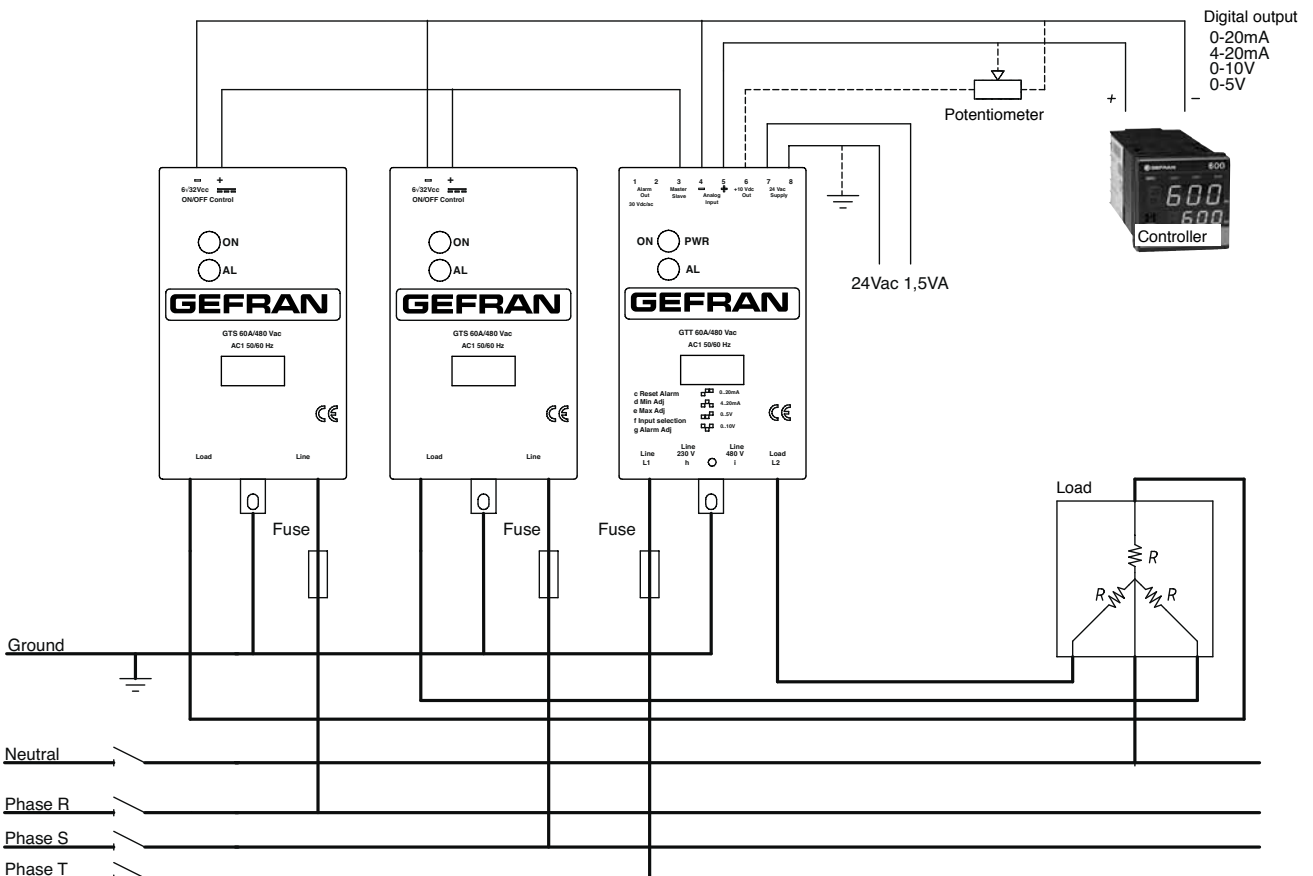 Digital output
0-20mA
4-20mA
0-10V
0-5V
+ −
Potentiometer
GEFRAN 600
600
600
Controller
24Vac 1,5VA
− +
6√32Vcc
ON/OFF Control
ON
AL
GEFRAN
GTS 60A/480 Vac
AC1 50/60 Hz
CE
Load Line
− +
6√32Vcc
ON/OFF Control
ON
AL
GEFRAN
GTS 60A/480 Vac
AC1 50/60 Hz
CE
Load Line
1 2 3 4 5 6 7 8
Alarm Out
30 Vdc/ac
Master Slave
− Analog Input +
+10 Vdc Out
24 Vac Supply
ON PWR
AL
GEFRAN
GTT 60A/480 Vac
AC1 50/60 Hz
c Reset Alarm
d Min Adj
e Max Adj
f Input selection
g Alarm Adj
0..20mA
4..20mA
0..5V
0..10V
CE
Line L1
Line 230 V h
Line 480 V i
Load L2
Fuse
Fuse
Fuse
Load
R
R
R
Ground
Neutral
Phase R
Phase S
Phase T